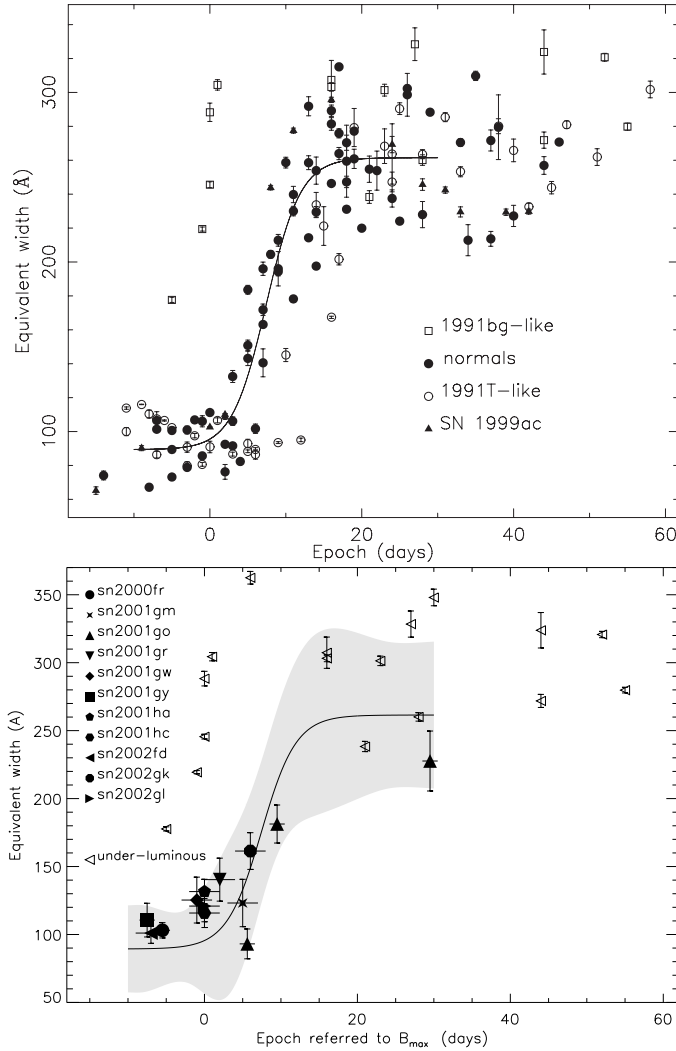 300
200
100
Equivalent width (Å)
□ 1991bg-like
● normals
○ 1991T-like
▲ SN 1999ac
0 20 40 60
Epoch (days)
350
300
250
200
150
100
50
Equivalent width (A)
sn2000fr
sn2001gm
sn2001go
sn2001gr
sn2001gw
sn2001gy
sn2001ha
sn2001hc
sn2002fd
sn2002gk
sn2002gl
under-luminous
0 20 40 60
Epoch referred to Bmax (days)